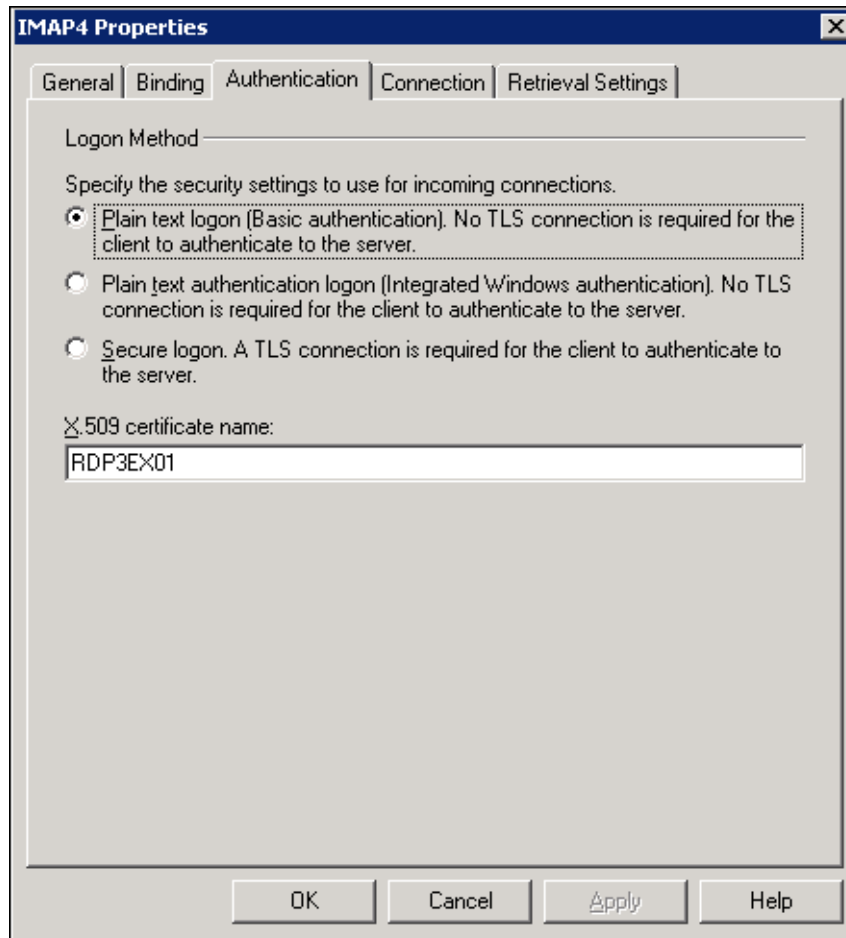 IMAP4 Properties
General Binding Authentication Connection Retrieval Settings
Logon Method
Specify the security settings to use for incoming connections.
Plain text logon (Basic authentication). No TLS connection is required for the
client to authenticate to the server.
Plain text authentication logon (Integrated Windows authentication). No TLS
connection is required for the client to authenticate to the server.
Secure logon. A TLS connection is required for the client to authenticate to
the server.
X.509 certificate name:
RDP3EX01
OK Cancel Apply Help